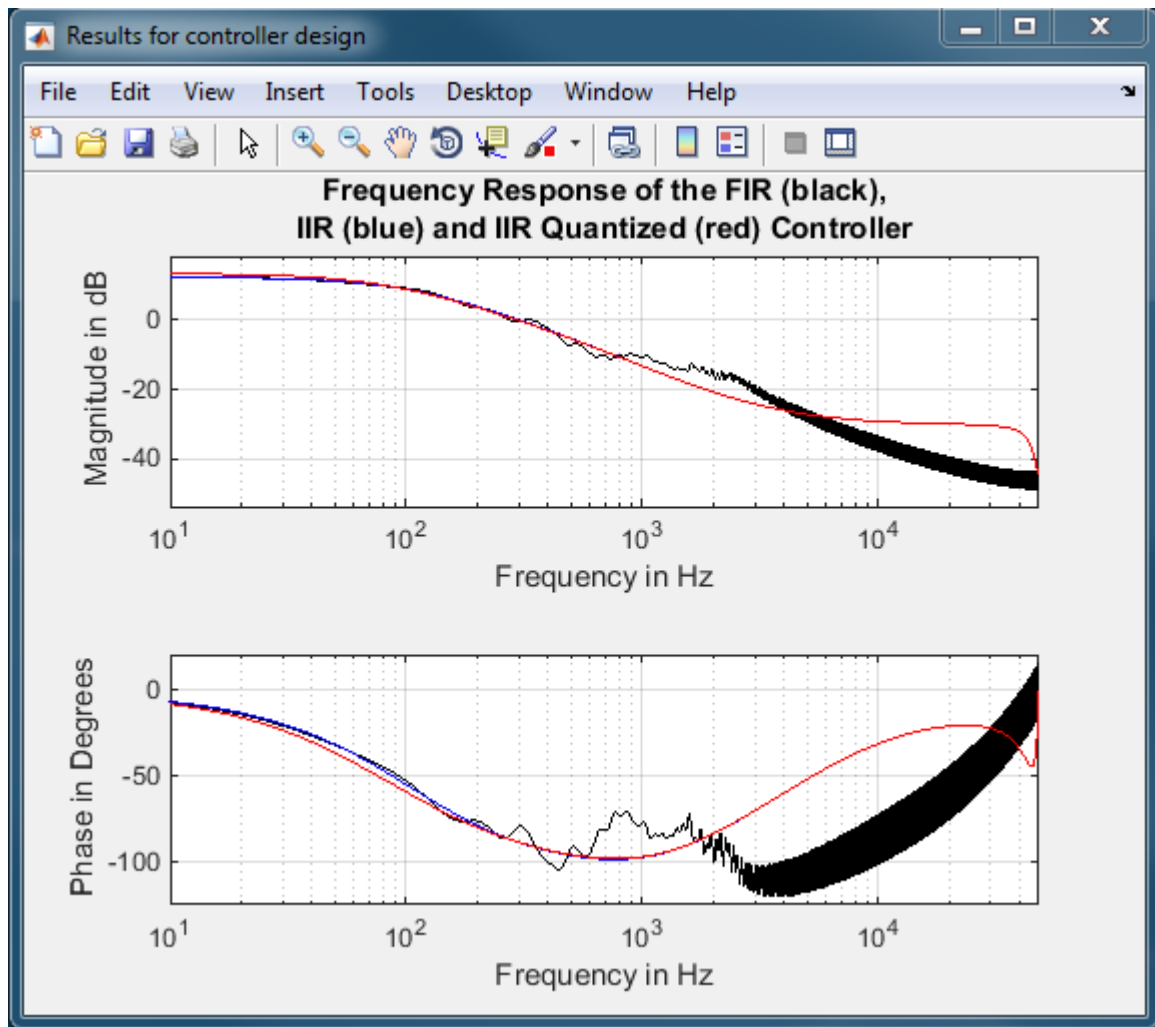 Results for controller design
File Edit View Insert Tools Desktop Window Help
Frequency Response of the FIR (black),
IIR (blue) and IIR Quantized (red) Controller
Magnitude in dB
0
-20
-40
10^1 10^2 10^3 10^4
Frequency in Hz
Phase in Degrees
0
-50
-100
10^1 10^2 10^3 10^4
Frequency in Hz